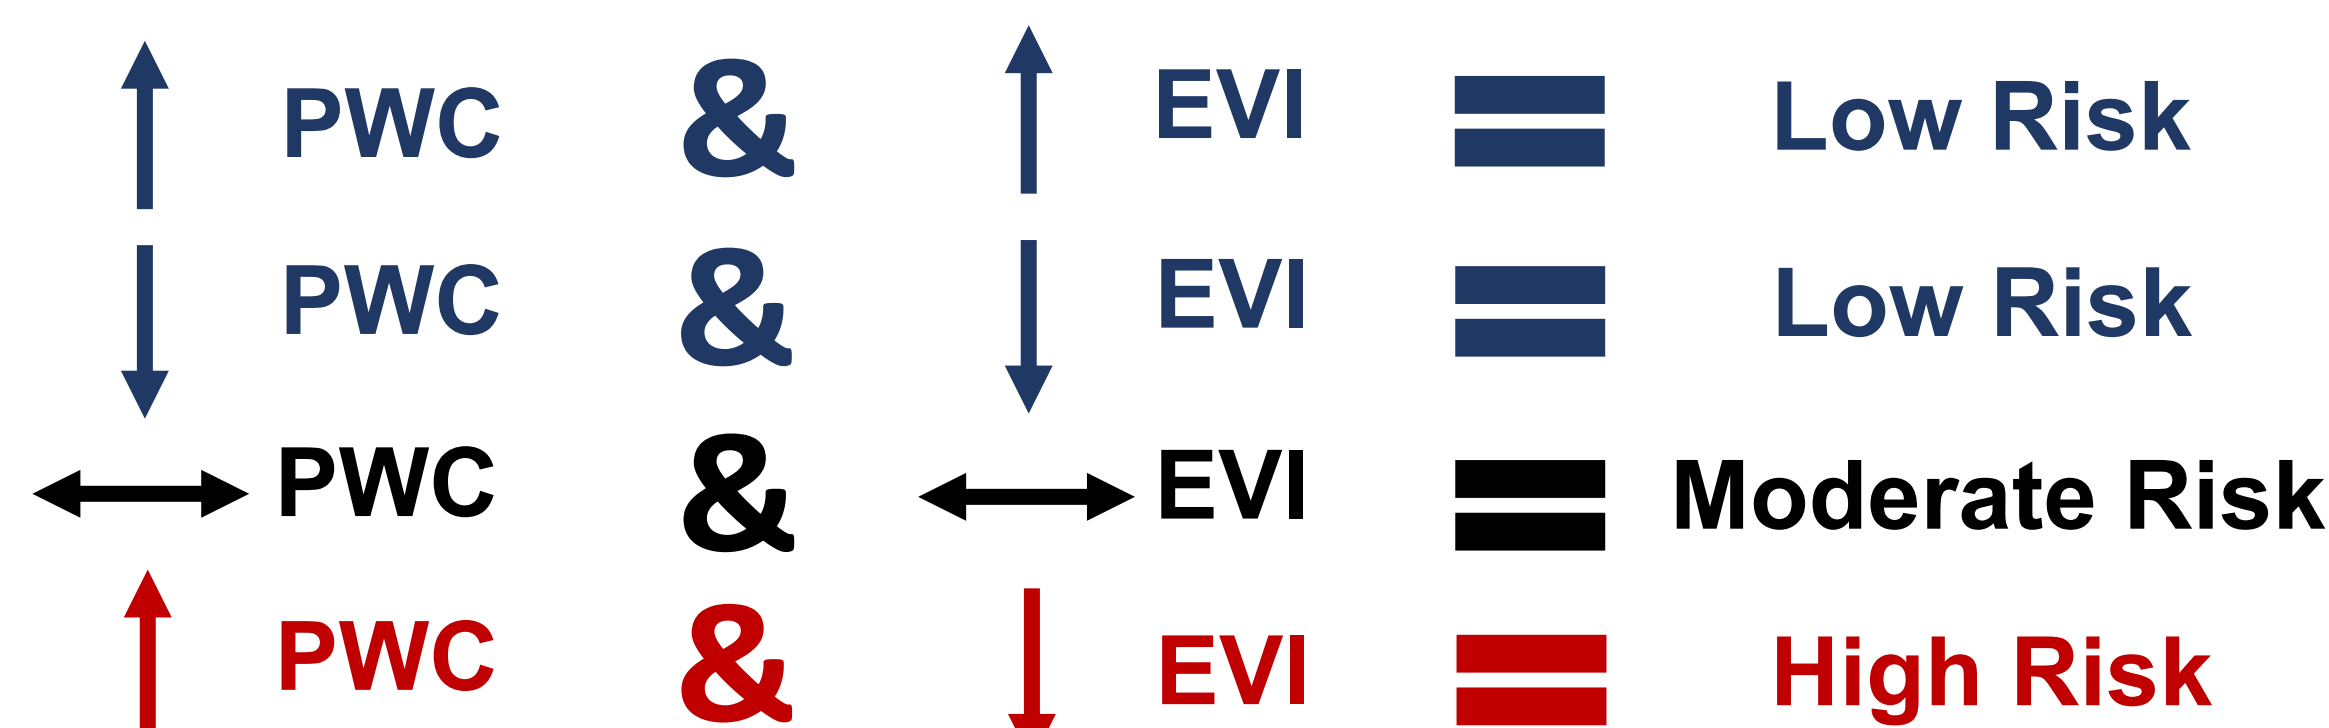 PWC & EVI = Low Risk
PWC & EVI = Low Risk
PWC & EVI = Moderate Risk
PWC & EVI = High Risk